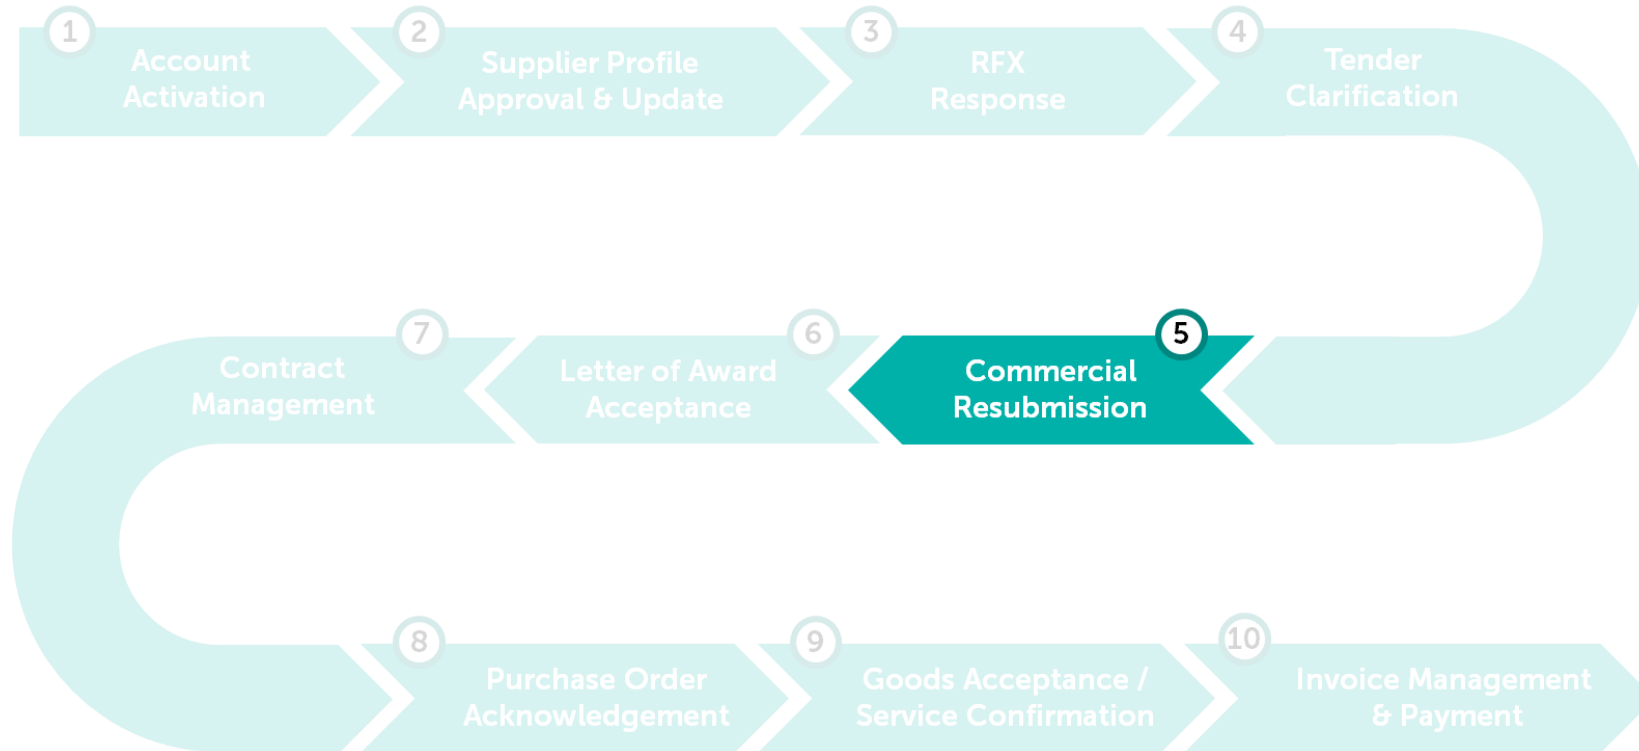 1
Account
Activation
2
Supplier Profile
Approval & Update
3
RFX
Response
4
Tender
Clarification
5
Commercial
Resubmission
6
Letter of Award
Acceptance
7
Contract
Management
8
Purchase Order
Acknowledgement
9
Goods Acceptance /
Service Confirmation
10
Invoice Management
& Payment